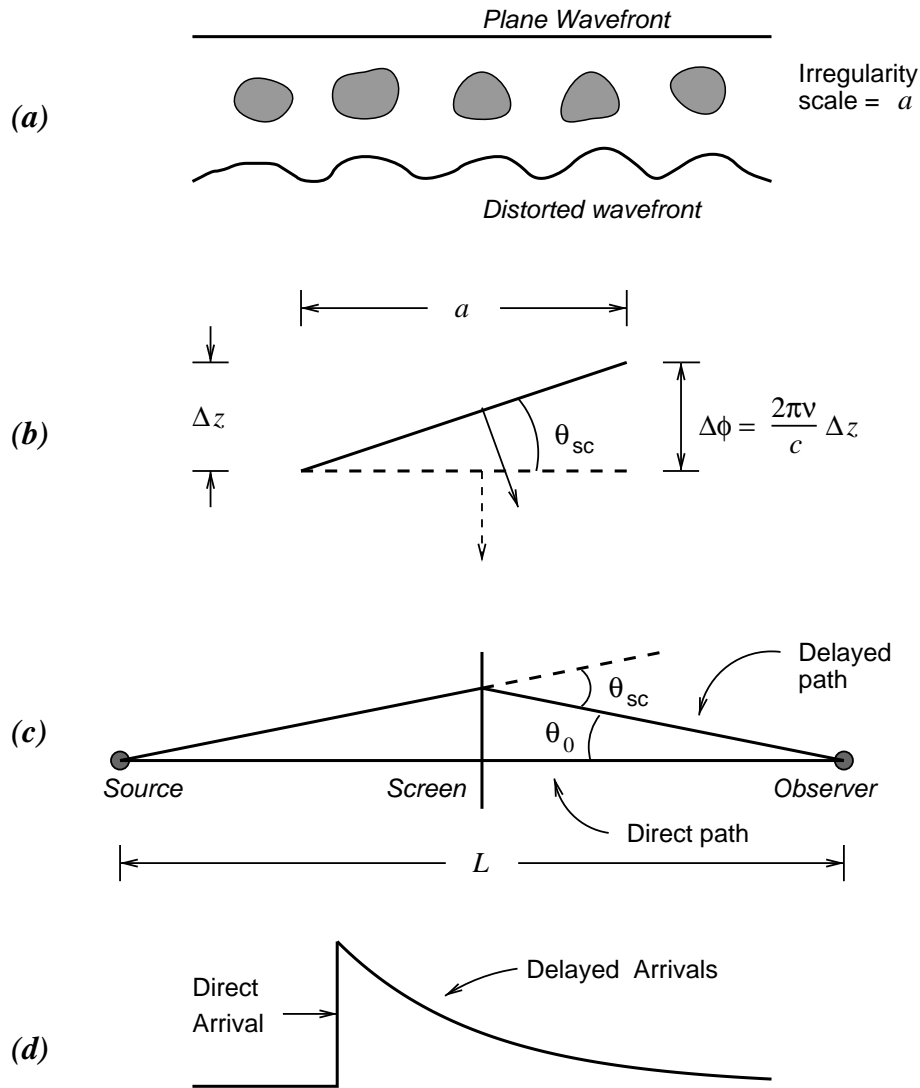 Plane Wavefront
(a)
Irregularity
scale = a
Distorted wavefront
a
(b)
Δz
θsc
Δϕ = 2πν/c Δz
Delayed
path
θsc
(c)
θ0
Source
Screen
Observer
Direct path
L
Delayed Arrivals
Direct
Arrival
(d)